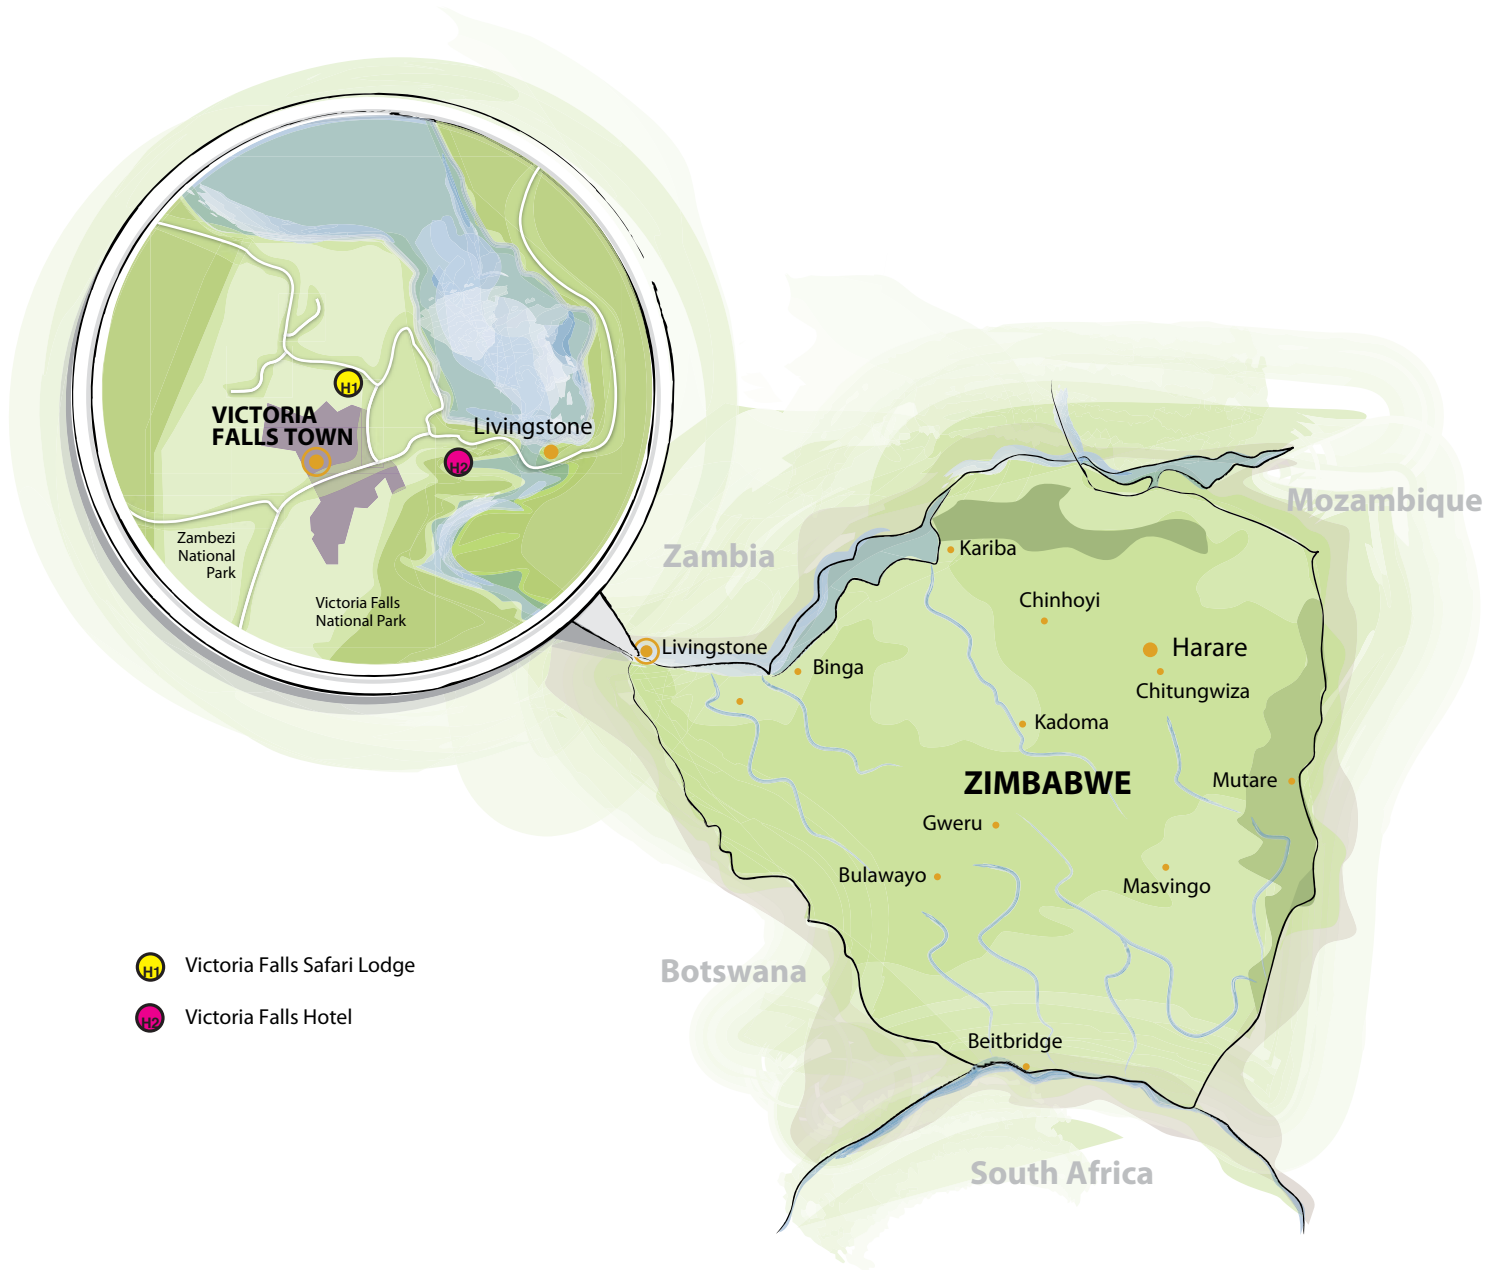 H1
VICTORIA
FALLS TOWN
Livingstone
H2
Zambezi
National
Park
Victoria Falls
National Park
Mozambique
Zambia
Kariba
Chinhoyi
Livingstone
Harare
Binga
Chitungwiza
Kadoma
ZIMBABWE
Mutare
Gweru
Bulawayo
Masvingo
Botswana
H1 Victoria Falls Safari Lodge
H2 Victoria Falls Hotel
Beitbridge
South Africa